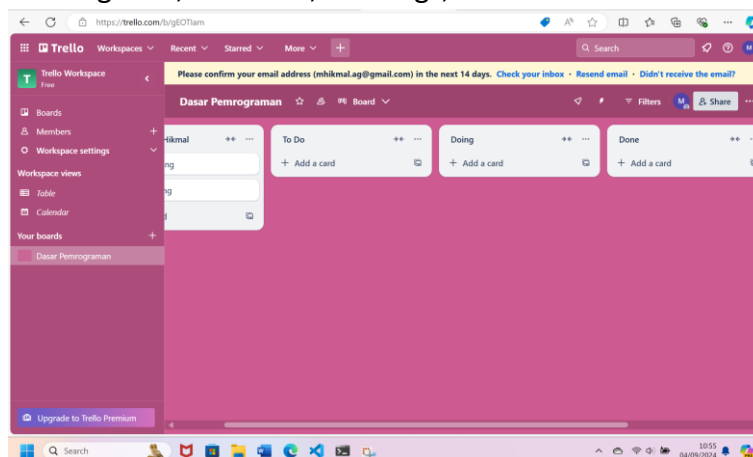 https://trello.com/b/gEOTIam
Trello Workspaces Recent Starred More + Search
T Trello Workspace
Free
Please confirm your email address (mhikmal.ag@gmail.com) in the next 14 days. Check your inbox • Resend email • Didn't receive the email?
Dasar Pemrograman Board Filters Share
Boards
Members +
Workspace settings
Workspace views
Table
Calendar
Your boards +
Dasar Pemrograman
Hikmal To Do Doing Done
ng + Add a card + Add a card + Add a card
ng
d
Upgrade to Trello Premium
Search
10:55
04/09/2024